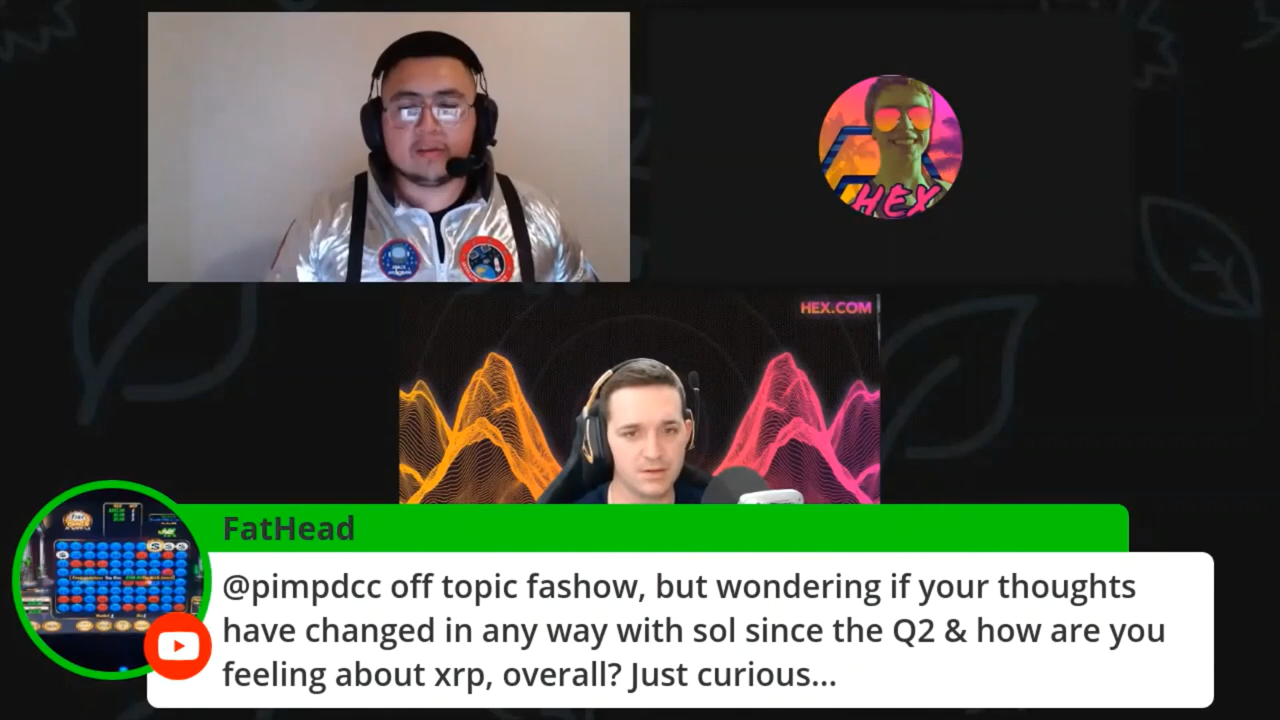 HEX
HEX.COM
FatHead
@pimpdcc off topic fashow, but wondering if your thoughts
have changed in any way with sol since the Q2 & how are you
feeling about xrp, overall? Just curious...